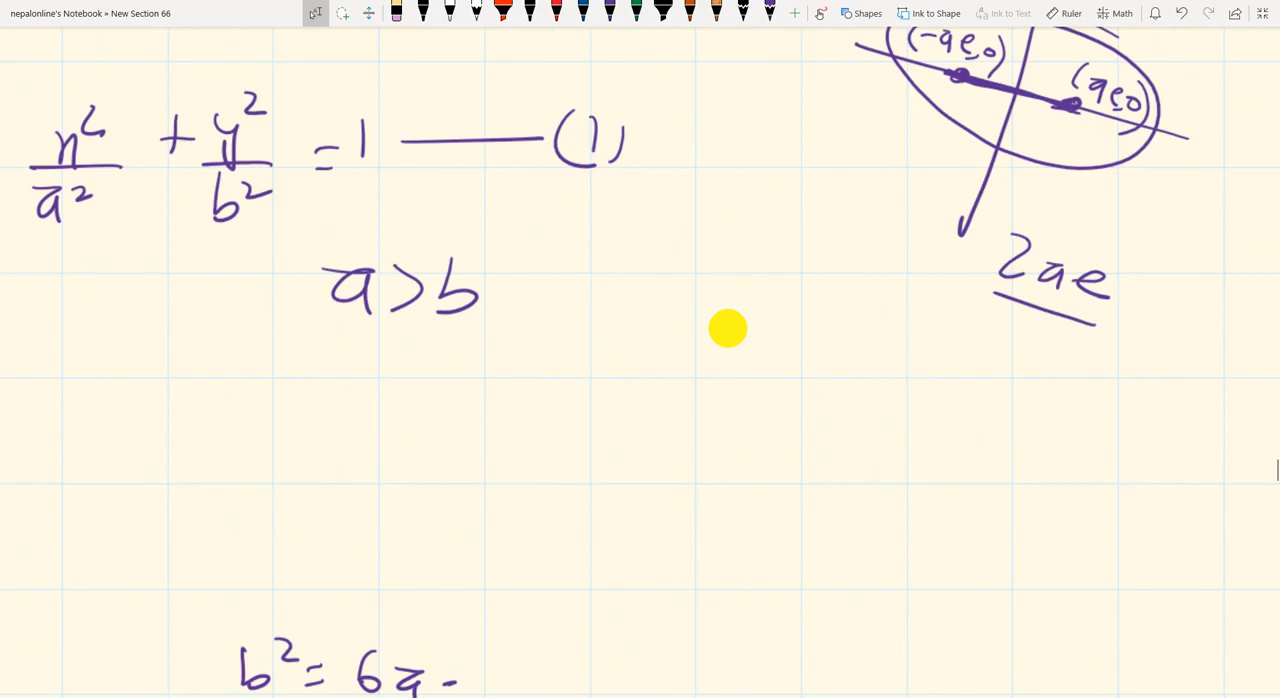 nepalonline's Notebook » New Section 66
Shapes Ink to Shape Ink to Text Ruler Math
(-ae,0)
(ae,0)
x²/a² + y²/b² = 1 ——— (1)
2ae
a > b
b² = 6a -